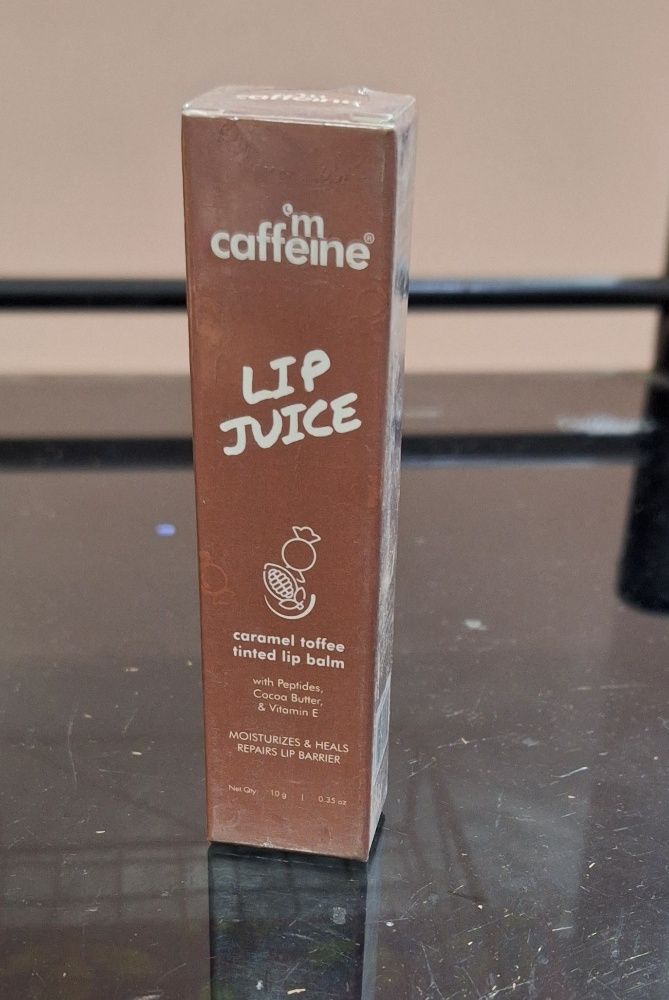 caffeine
'm
caffeine®
LIP
JUICE
caramel toffee
tinted lip balm
with Peptides,
Cocoa Butter,
& Vitamin E
MOISTURIZES & HEALS
REPAIRS LIP BARRIER
Net Qty: 10 g | 0.35 oz